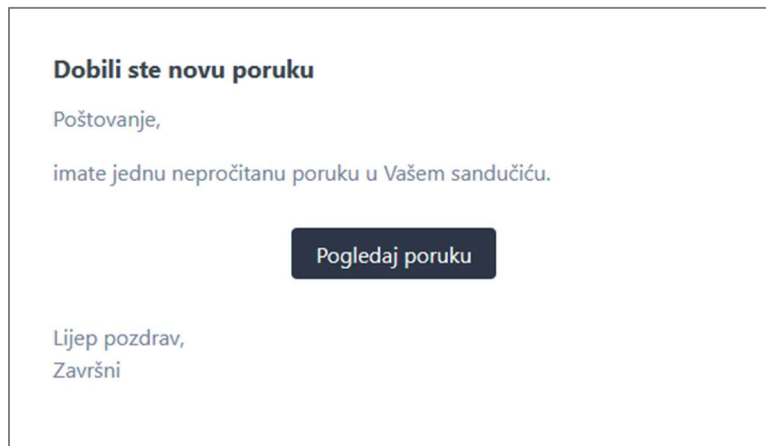 Dobili ste novu poruku
Poštovanje,
imate jednu nepročitanu poruku u Vašem sandučiću.
Pogledaj poruku
Lijep pozdrav,
Završni